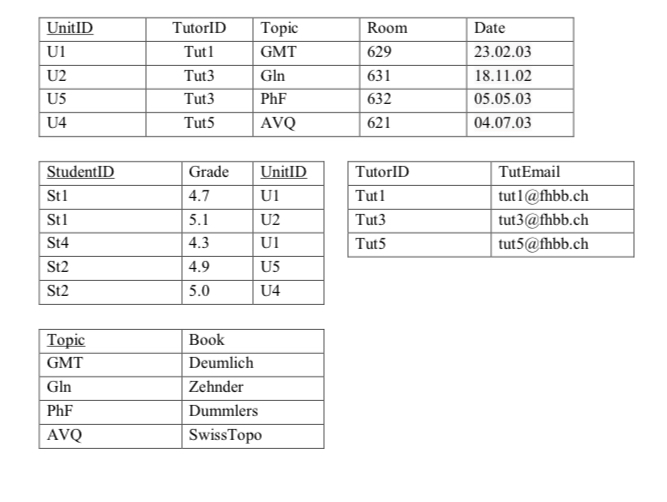 UnitID TutorID Topic Room Date
U1 Tut1 GMT 629 23.02.03
U2 Tut3 Gln 631 18.11.02
U5 Tut3 PhF 632 05.05.03
U4 Tut5 AVQ 621 04.07.03
StudentID Grade UnitID
St1 4.7 U1
St1 5.1 U2
St4 4.3 U1
St2 4.9 U5
St2 5.0 U4
TutorID TutEmail
Tut1 tut1@fhbb.ch
Tut3 tut3@fhbb.ch
Tut5 tut5@fhbb.ch
Topic Book
GMT Deumlich
Gln Zehnder
PhF Dummlers
AVQ SwissTopo